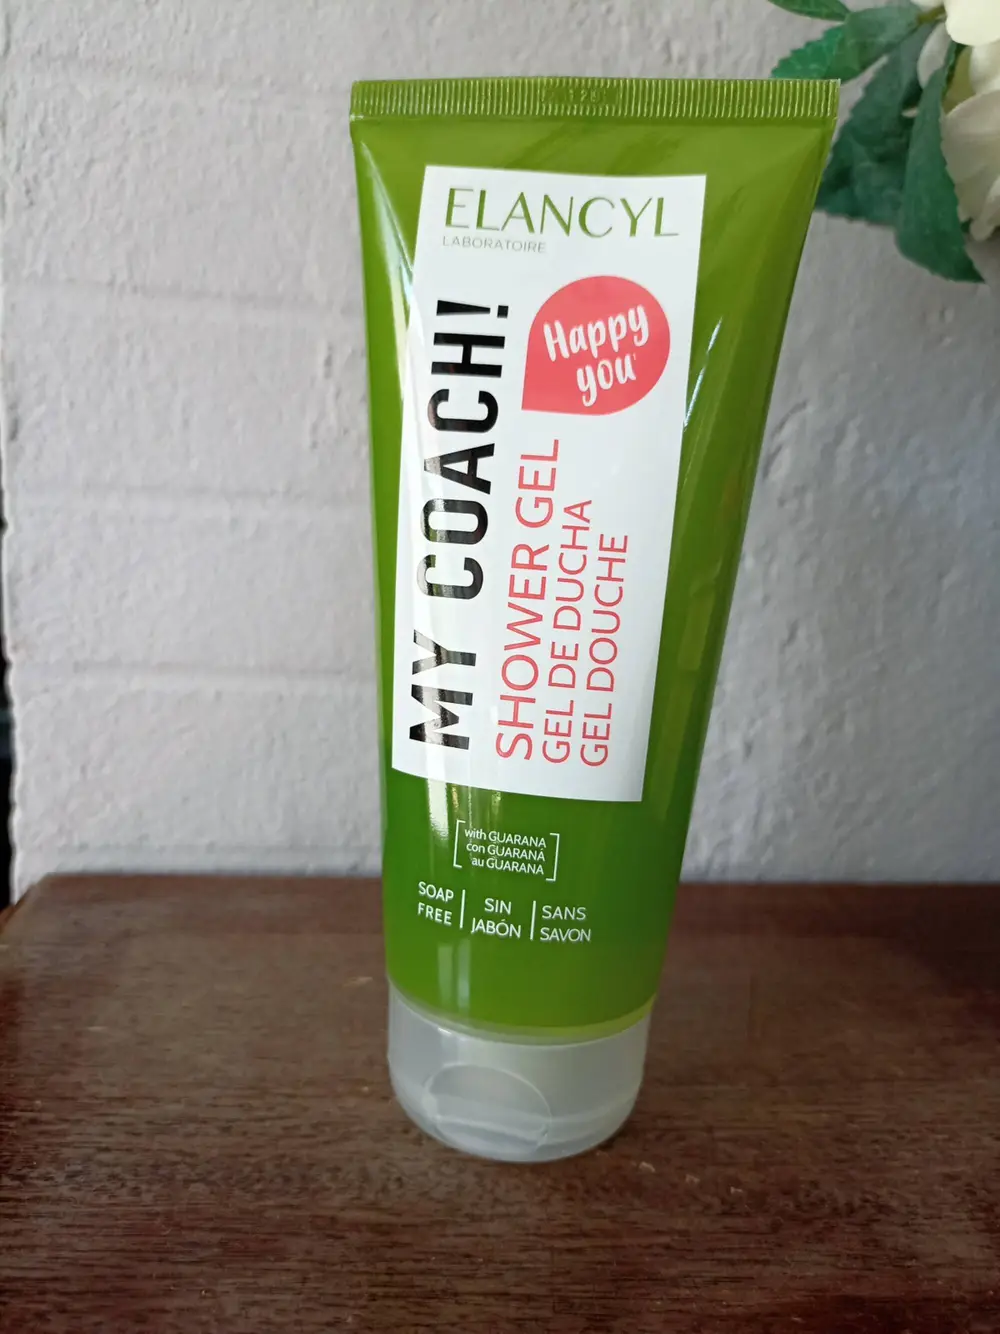 ELANCYL
LABORATOIRE
MY COACH!
Happy
you
SHOWER GEL
GEL DE DUCHA
GEL DOUCHE
with GUARANA
con GUARANÁ
au GUARANA
SOAP
FREE
SIN
JABÓN
SANS
SAVON